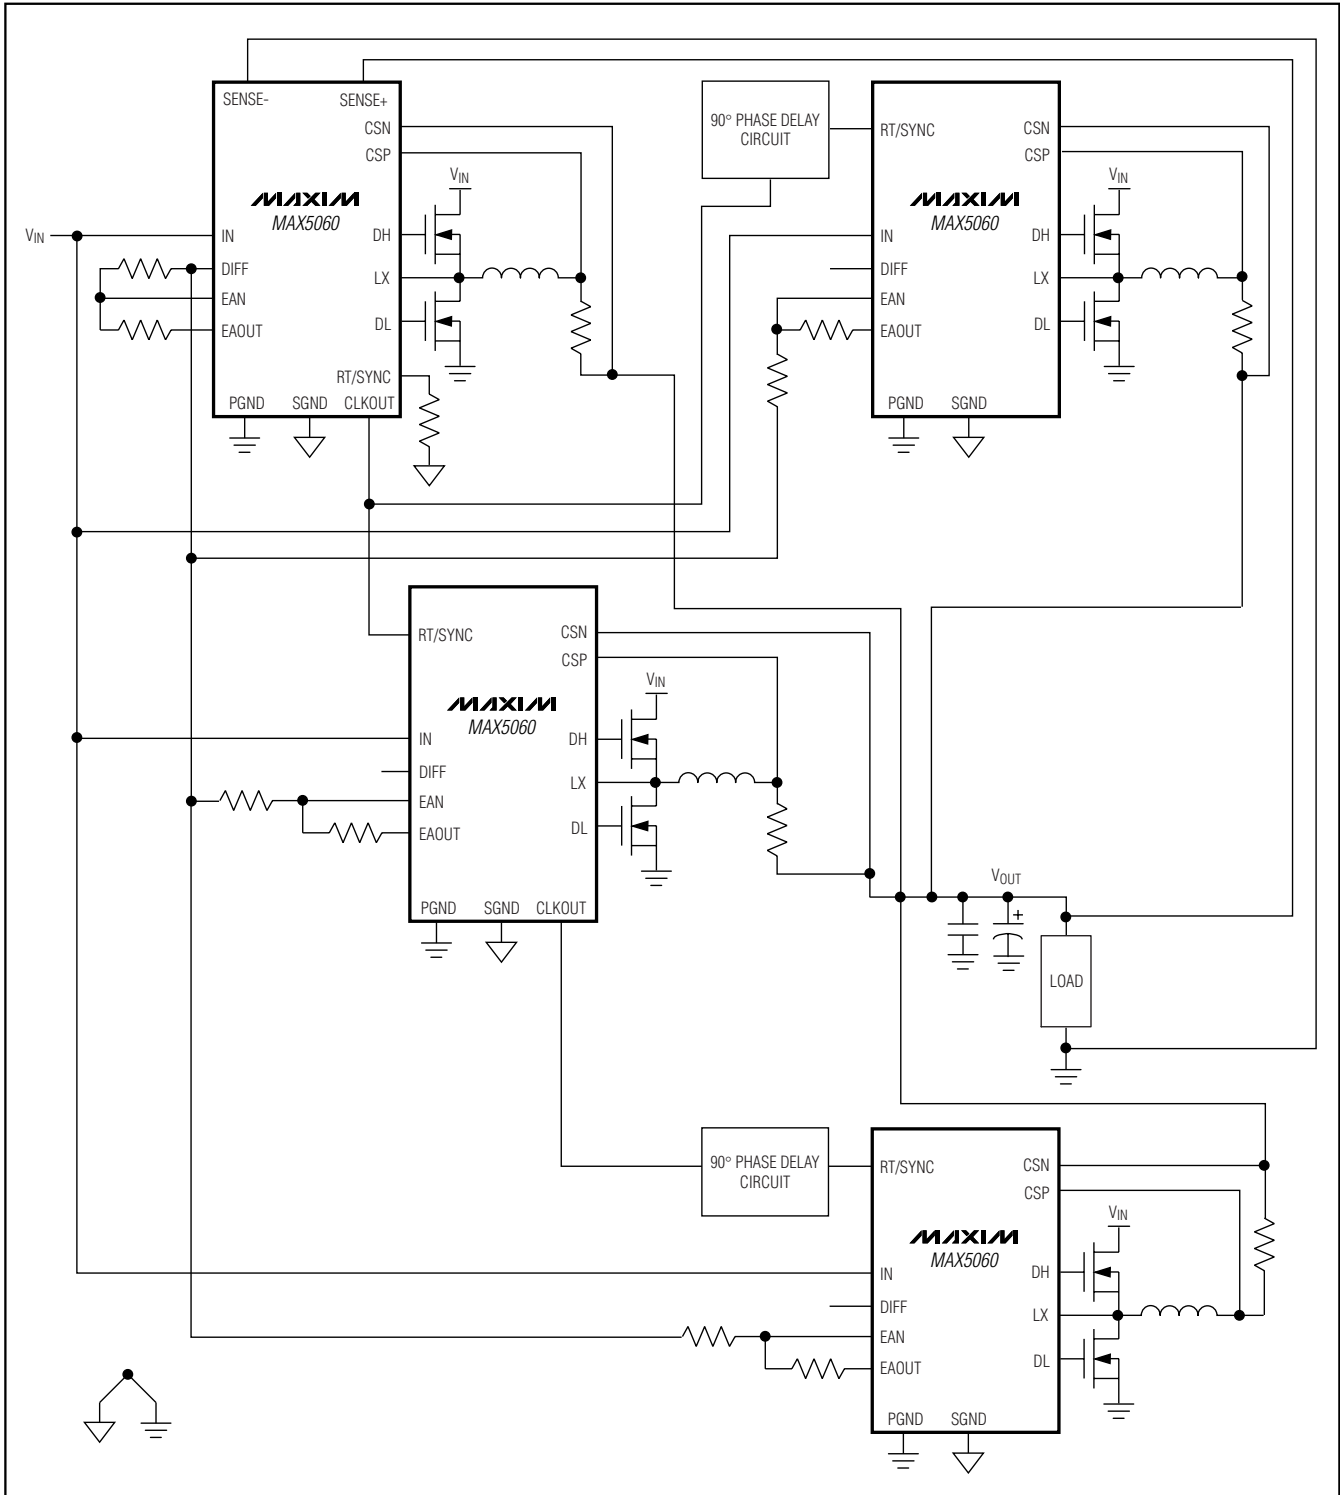 SENSE-
SENSE+
CSN
CSP
MAXIM
MAX5060
VIN
VIN
IN
DH
DIFF
LX
EAN
DL
EAOUT
RT/SYNC
PGND
SGND
CLKOUT
90° PHASE DELAY
CIRCUIT
RT/SYNC
CSN
CSP
VIN
MAXIM
MAX5060
IN
DH
DIFF
LX
EAN
DL
EAOUT
PGND
SGND
RT/SYNC
CSN
CSP
VIN
MAXIM
MAX5060
IN
DH
DIFF
LX
EAN
DL
EAOUT
PGND
SGND
CLKOUT
VOUT
+
LOAD
90° PHASE DELAY
CIRCUIT
RT/SYNC
CSN
CSP
VIN
MAXIM
MAX5060
IN
DH
DIFF
LX
EAN
DL
EAOUT
PGND
SGND